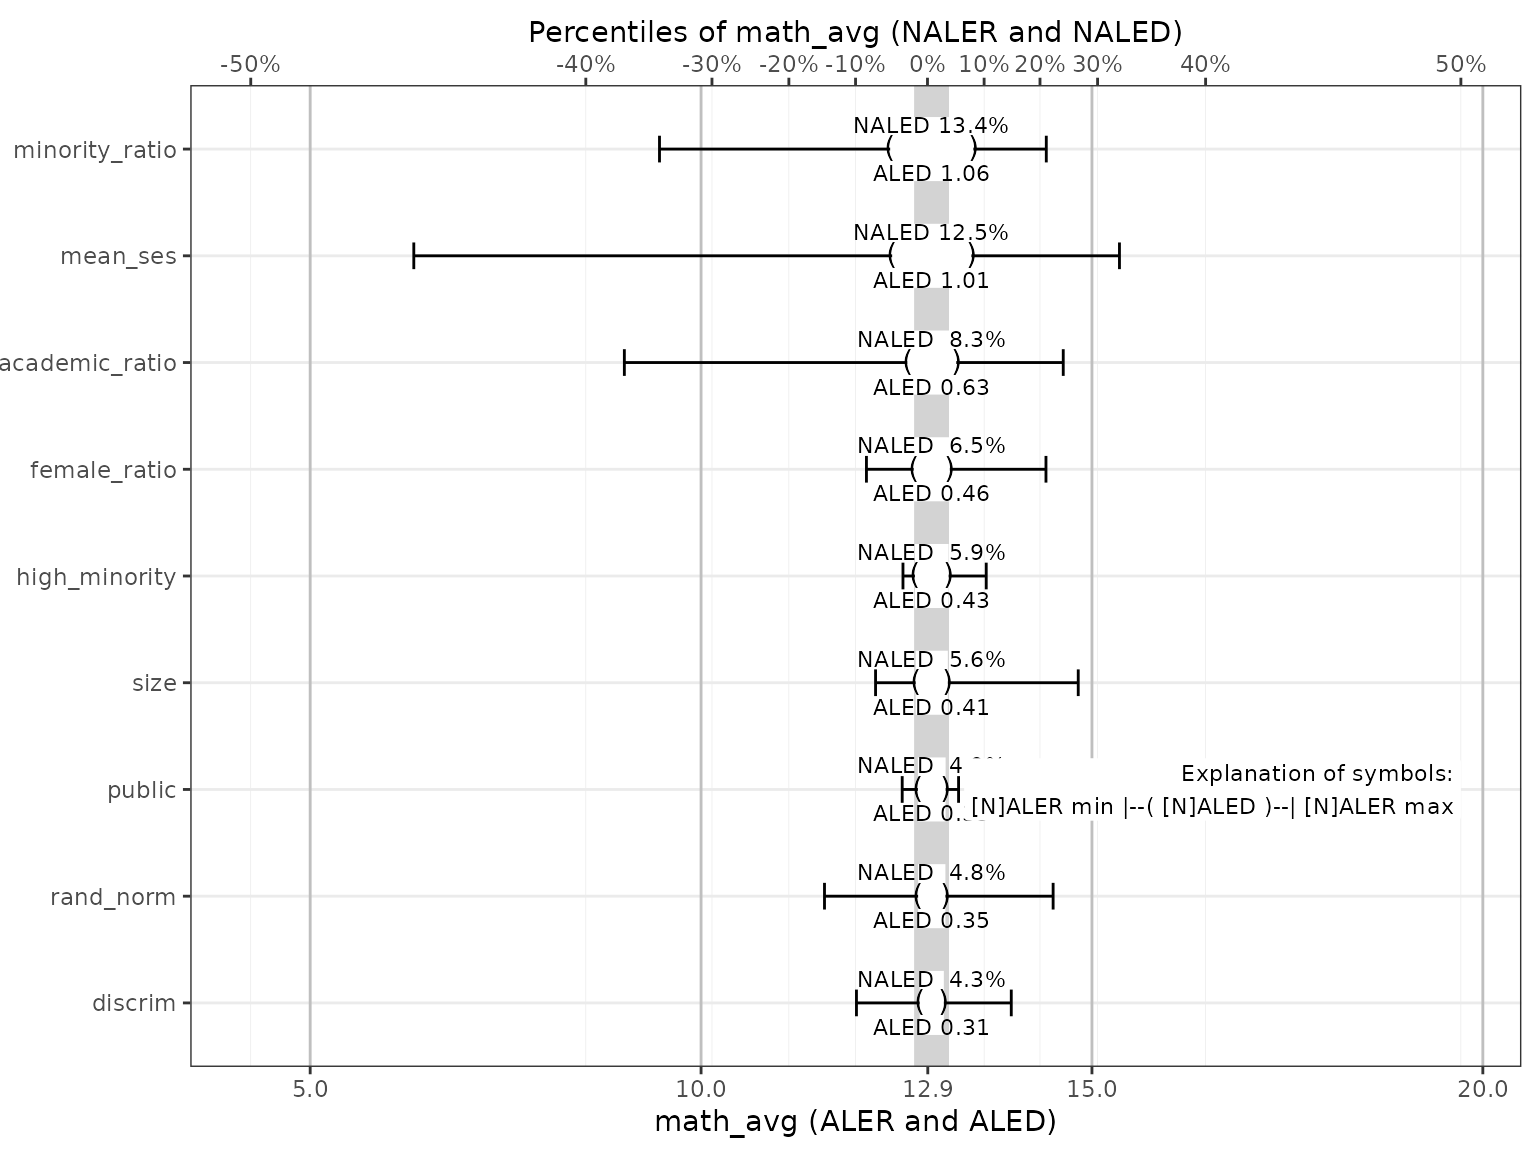 Percentiles of math_avg (NALER and NALED)
-50% -40% -30% -20% -10% 0% 10% 20% 30% 40% 50%
NALED 13.4%
minority_ratio
ALED 1.06
NALED 12.5%
mean_ses
ALED 1.01
NALED 8.3%
academic_ratio
ALED 0.63
NALED 6.5%
female_ratio
ALED 0.46
NALED 5.9%
high_minority
ALED 0.43
NALED 5.6%
size
ALED 0.41
NALED
Explanation of symbols:
public
[N]ALER min |--( [N]ALED )--| [N]ALER max
ALED
NALED 4.8%
rand_norm
ALED 0.35
NALED 4.3%
discrim
ALED 0.31
5.0 10.0 12.9 15.0 20.0
math_avg (ALER and ALED)